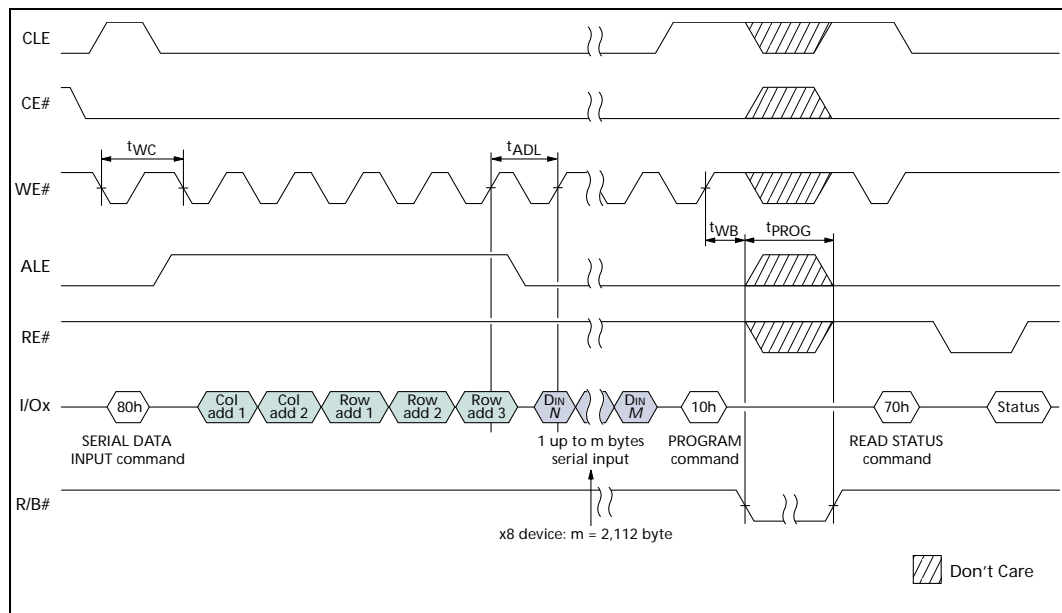 CLE
CE#
tWC
tADL
WE#
tWB
tPROG
ALE
RE#
I/Ox
80h
Col add 1
Col add 2
Row add 1
Row add 2
Row add 3
DIN N
DIN M
10h
70h
Status
SERIAL DATA
INPUT command
1 up to m bytes
serial input
PROGRAM
command
READ STATUS
command
R/B#
x8 device: m = 2,112 byte
Don't Care